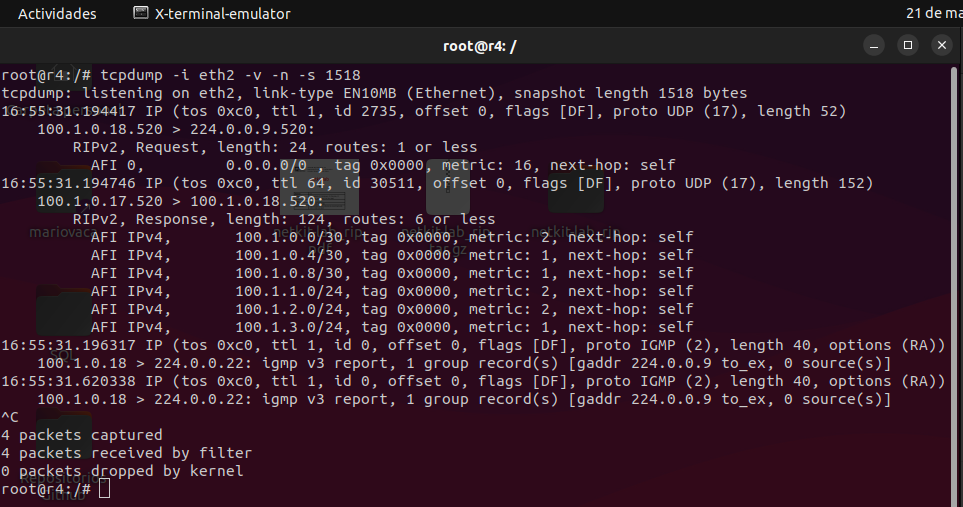 Actividades
X-terminal-emulator
21 de ma
root@r4: /
root@r4:/# tcpdump -i eth2 -v -n -s 1518
tcpdump: listening on eth2, link-type EN10MB (Ethernet), snapshot length 1518 bytes
16:55:31.194417 IP (tos 0xc0, ttl 1, id 2735, offset 0, flags [DF], proto UDP (17), length 52)
    100.1.0.18.520 > 224.0.0.9.520:
        RIPv2, Request, length: 24, routes: 1 or less
          AFI 0,         0.0.0.0/0 , tag 0x0000, metric: 16, next-hop: self
16:55:31.194746 IP (tos 0xc0, ttl 64, id 30511, offset 0, flags [DF], proto UDP (17), length 152)
    100.1.0.17.520 > 100.1.0.18.520:
        RIPv2, Response, length: 124, routes: 6 or less
          AFI IPv4,       100.1.0.0/30, tag 0x0000, metric: 2, next-hop: self
          AFI IPv4,       100.1.0.4/30, tag 0x0000, metric: 1, next-hop: self
          AFI IPv4,       100.1.0.8/30, tag 0x0000, metric: 1, next-hop: self
          AFI IPv4,       100.1.1.0/24, tag 0x0000, metric: 2, next-hop: self
          AFI IPv4,       100.1.2.0/24, tag 0x0000, metric: 2, next-hop: self
          AFI IPv4,       100.1.3.0/24, tag 0x0000, metric: 1, next-hop: self
16:55:31.196317 IP (tos 0xc0, ttl 1, id 0, offset 0, flags [DF], proto IGMP (2), length 40, options (RA))
    100.1.0.18 > 224.0.0.22: igmp v3 report, 1 group record(s) [gaddr 224.0.0.9 to_ex, 0 source(s)]
16:55:31.620338 IP (tos 0xc0, ttl 1, id 0, offset 0, flags [DF], proto IGMP (2), length 40, options (RA))
    100.1.0.18 > 224.0.0.22: igmp v3 report, 1 group record(s) [gaddr 224.0.0.9 to_ex, 0 source(s)]
^C
4 packets captured
4 packets received by filter
0 packets dropped by kernel
root@r4:/#
mariovaca
netkit lab_rip.
pdf
netkit lab_rip.
tar.gz
netkit lab_rip
SQL
Repositorios
Github